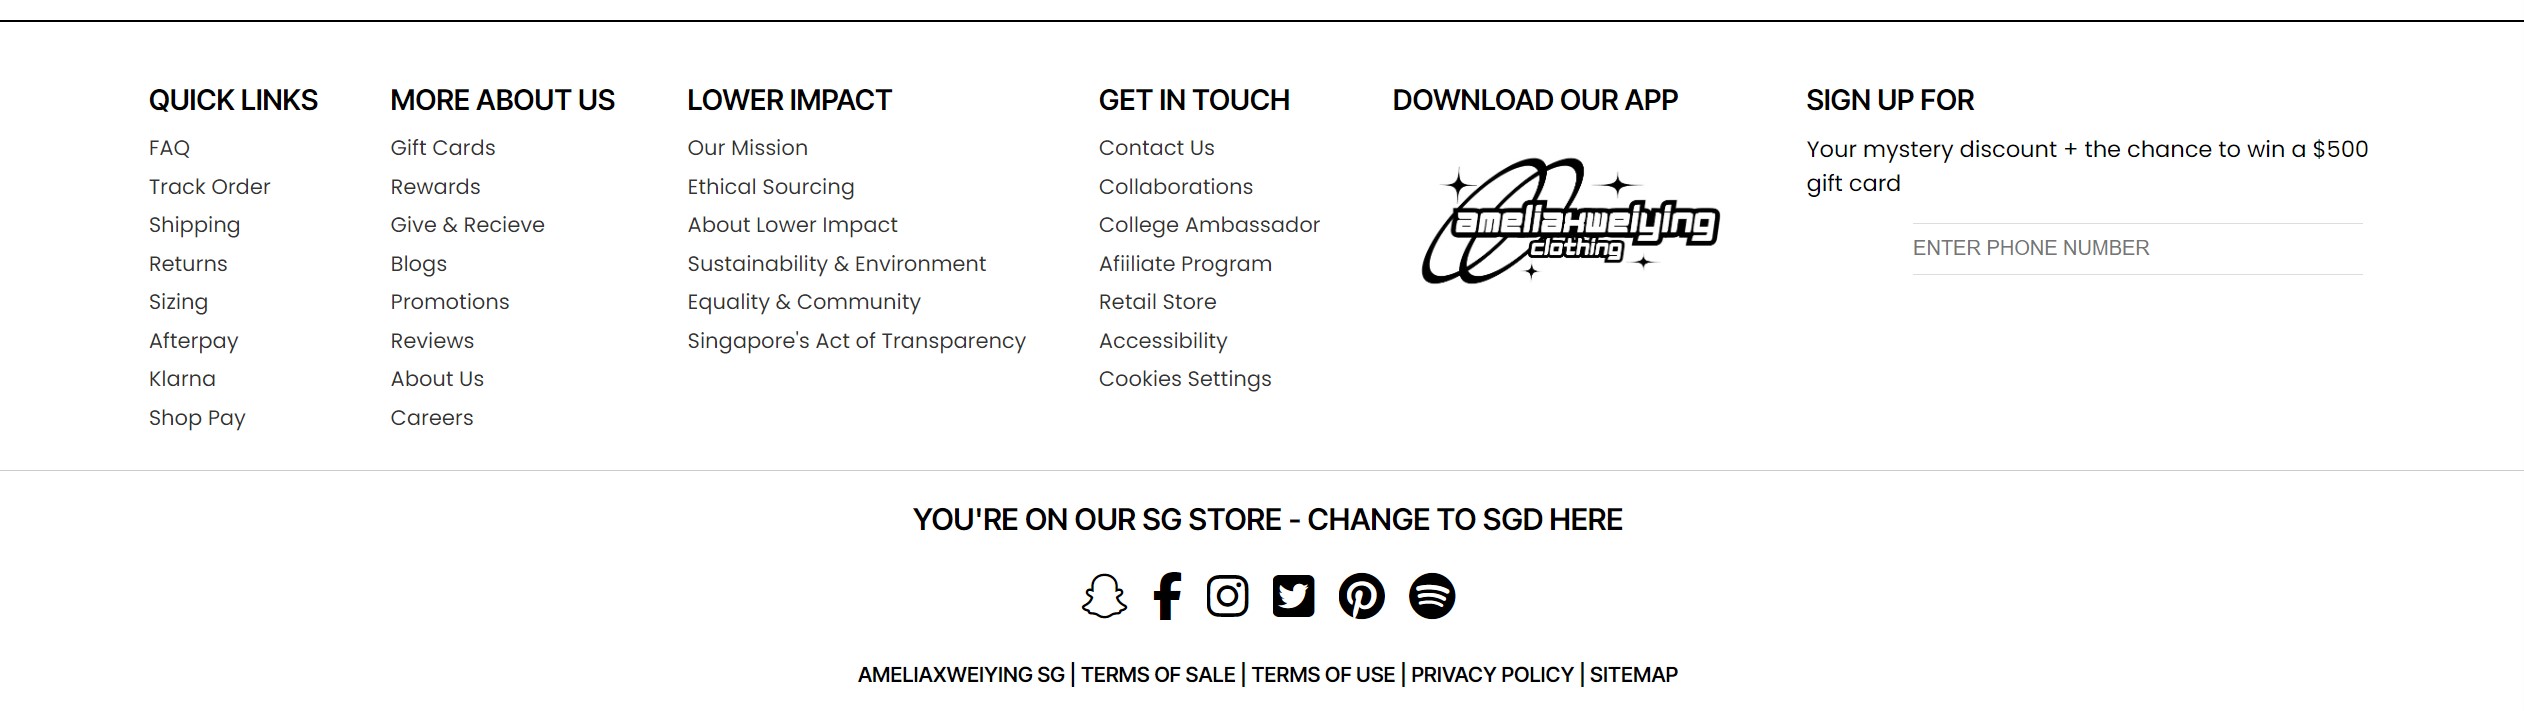 QUICK LINKS
FAQ
Track Order
Shipping
Returns
Sizing
Afterpay
Klarna
Shop Pay
MORE ABOUT US
Gift Cards
Rewards
Give & Recieve
Blogs
Promotions
Reviews
About Us
Careers
LOWER IMPACT
Our Mission
Ethical Sourcing
About Lower Impact
Sustainability & Environment
Equality & Community
Singapore's Act of Transparency
GET IN TOUCH
Contact Us
Collaborations
College Ambassador
Afiiliate Program
Retail Store
Accessibility
Cookies Settings
DOWNLOAD OUR APP
ameliaxweiying
clothing
SIGN UP FOR
Your mystery discount + the chance to win a $500
gift card
ENTER PHONE NUMBER
YOU'RE ON OUR SG STORE - CHANGE TO SGD HERE
AMELIAXWEIYING SG | TERMS OF SALE | TERMS OF USE | PRIVACY POLICY | SITEMAP